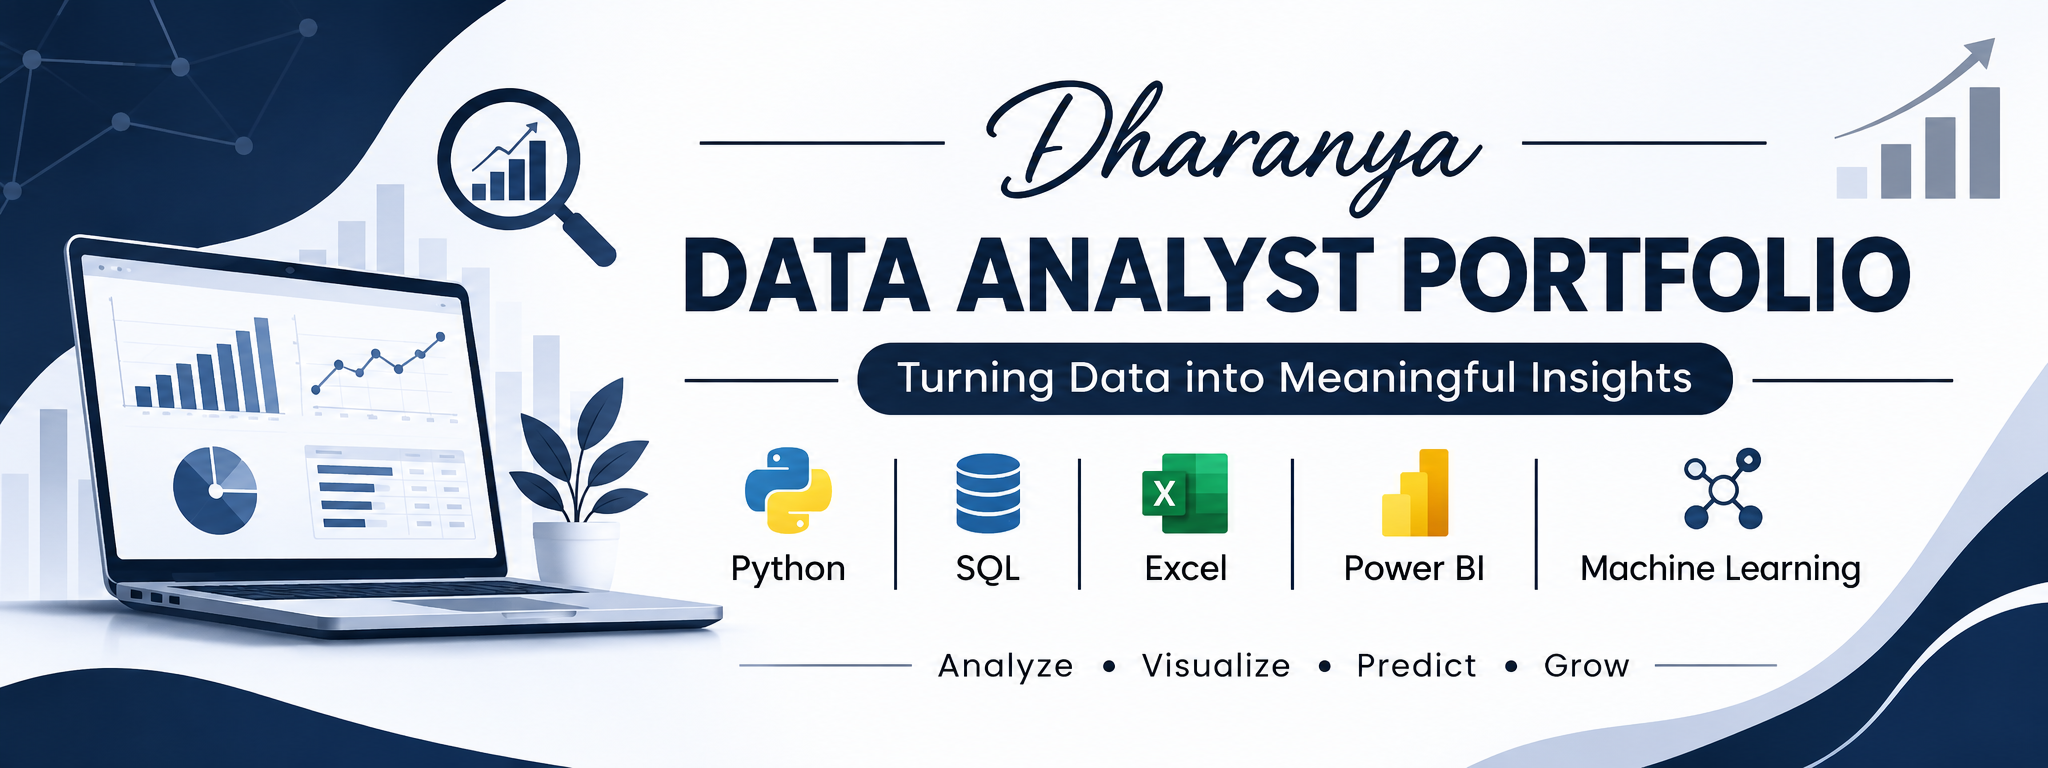 Dharanya
DATA ANALYST PORTFOLIO
Turning Data into Meaningful Insights
X
Python
SQL
Excel
Power BI
Machine Learning
Analyze • Visualize • Predict • Grow